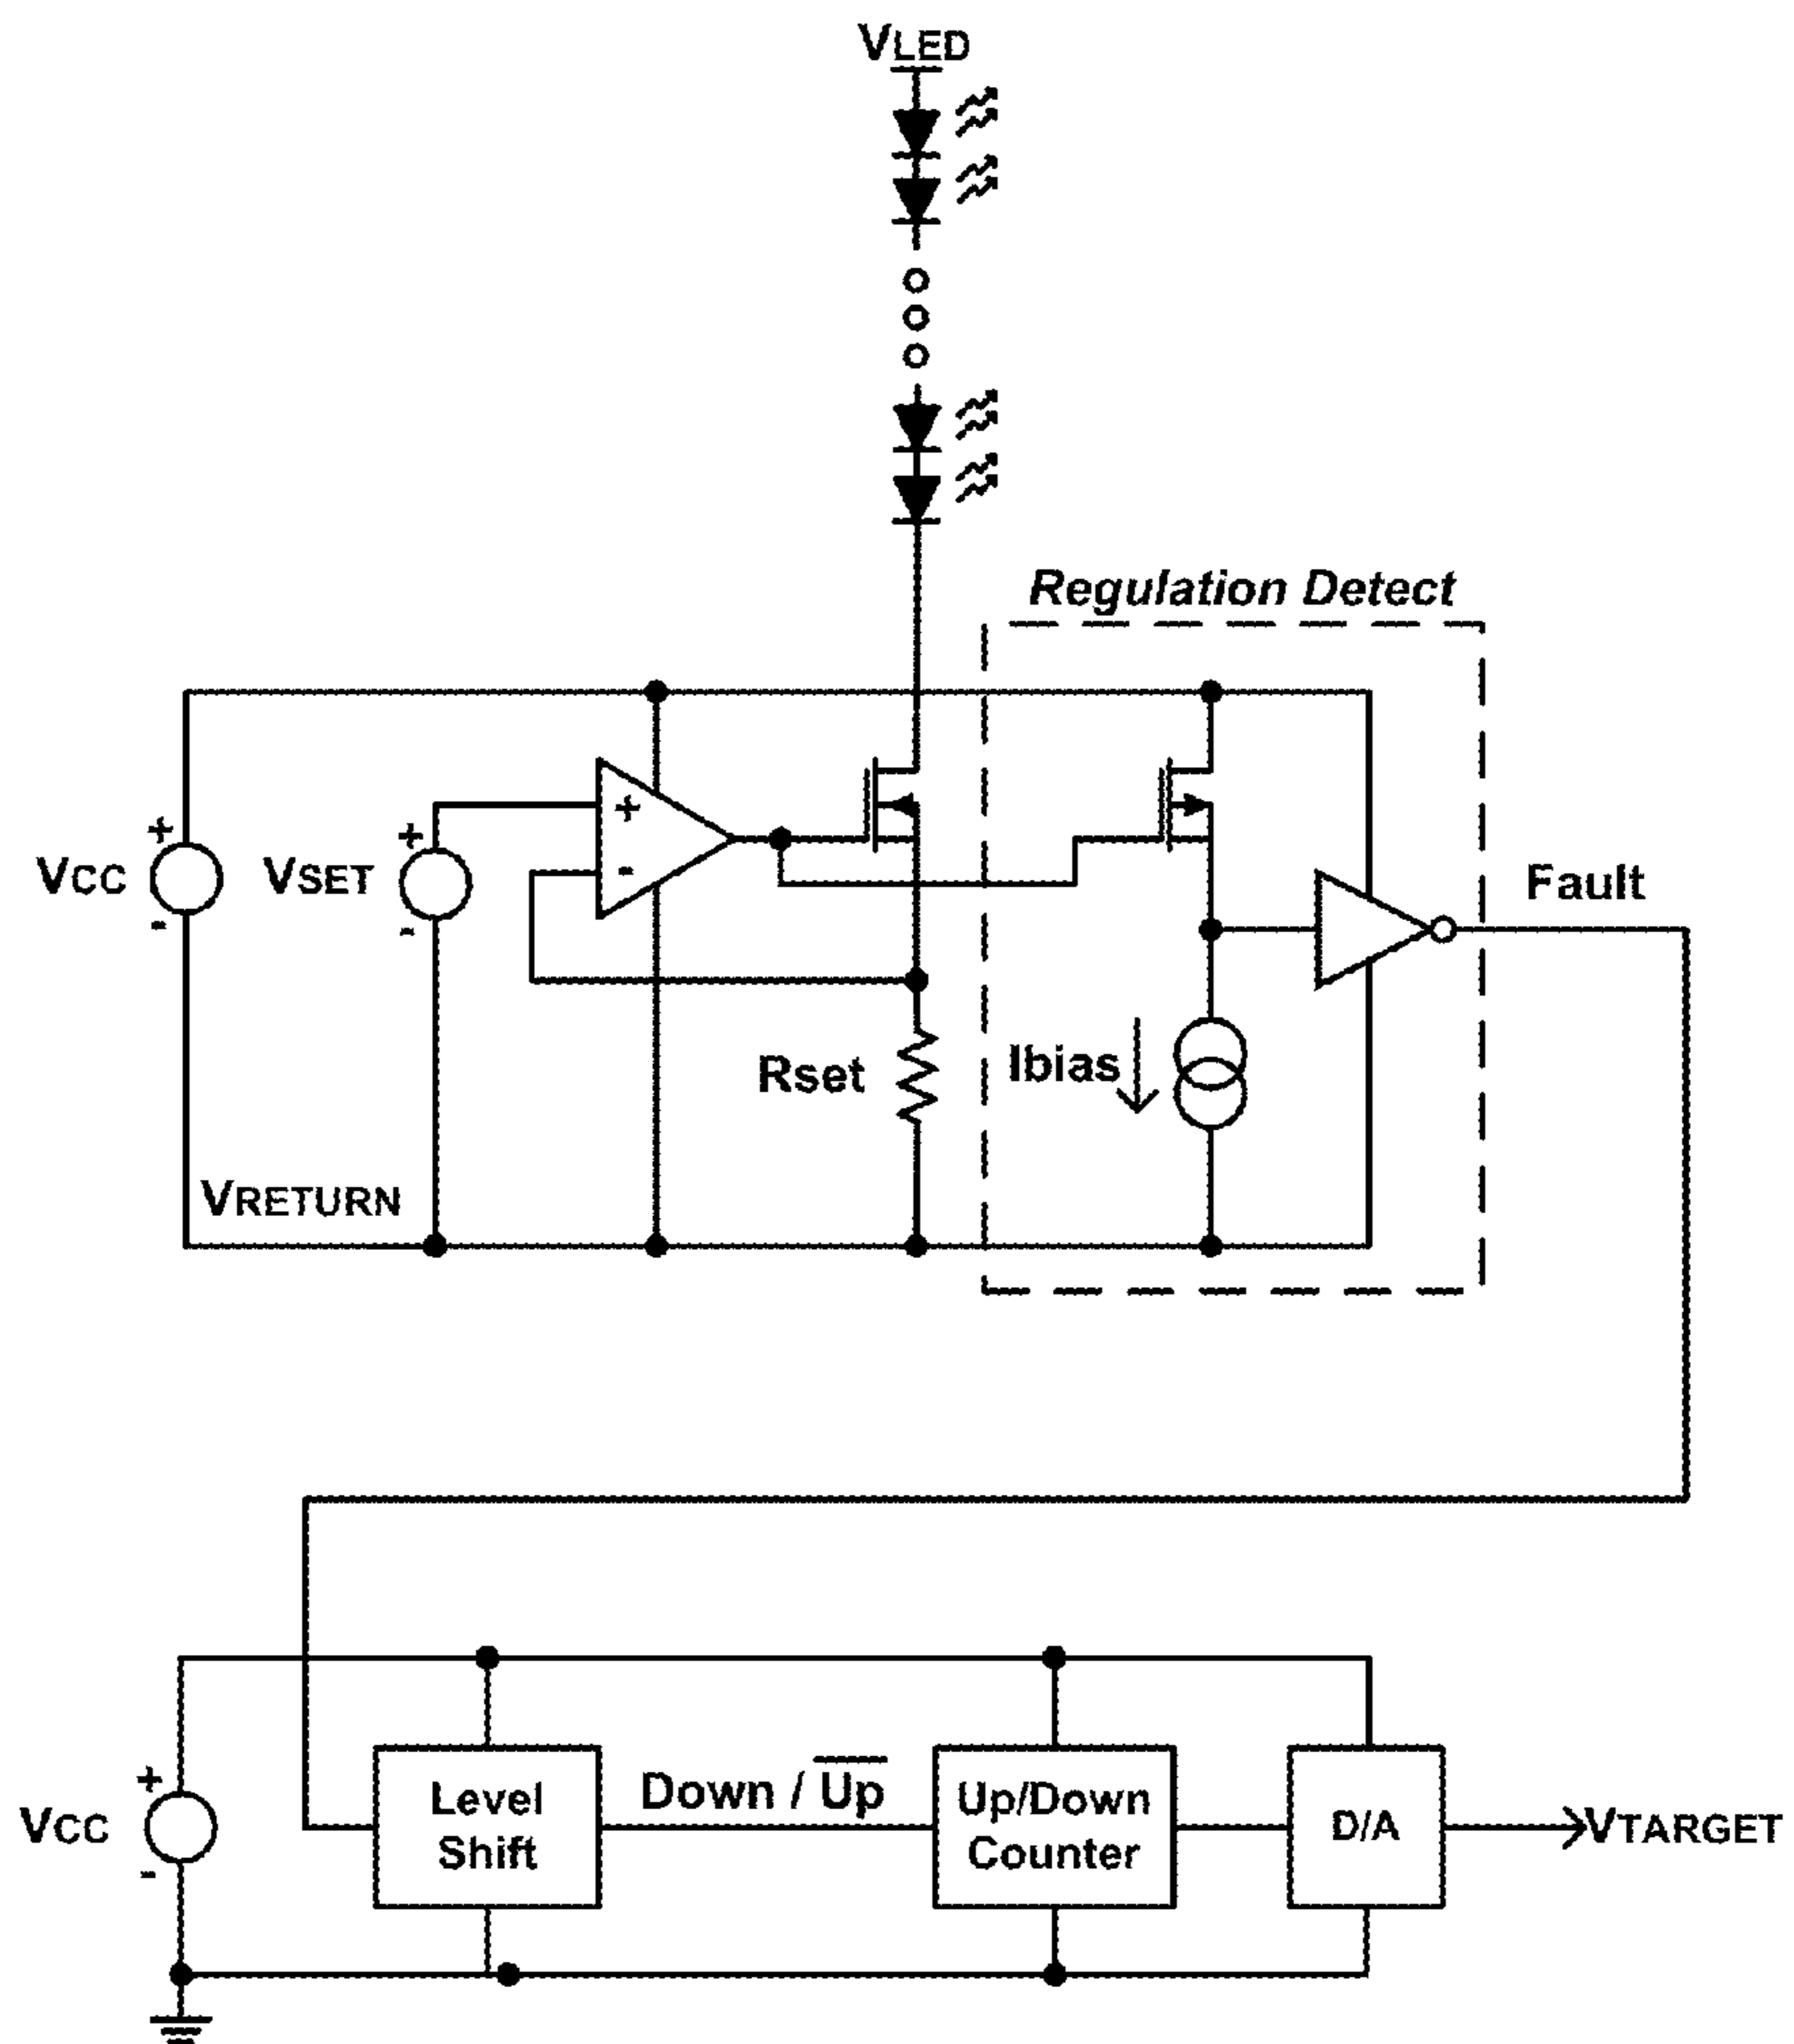 VLED
Regulation Detect
+
+
+
-
VCC
VSET
-
-
Fault
Rset
Ibias
VRETURN
+
Down / Up
Level
Shift
Up/Down
Counter
D/A
VCC
VTARGET
-